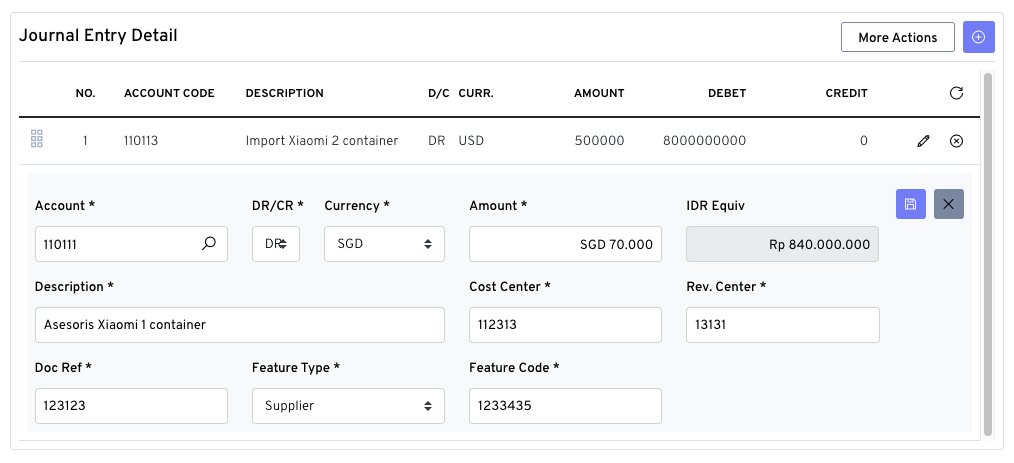 Journal Entry Detail
More Actions
NO. ACCOUNT CODE DESCRIPTION D/C CURR. AMOUNT DEBET CREDIT
1 110113 Import Xiaomi 2 container DR USD 500000 8000000000 0
Account * DR/CR * Currency * Amount * IDR Equiv
110111 DR SGD SGD 70.000 Rp 840.000.000
Description * Cost Center * Rev. Center *
Asesoris Xiaomi 1 container 112313 13131
Doc Ref * Feature Type * Feature Code *
123123 Supplier 1233435